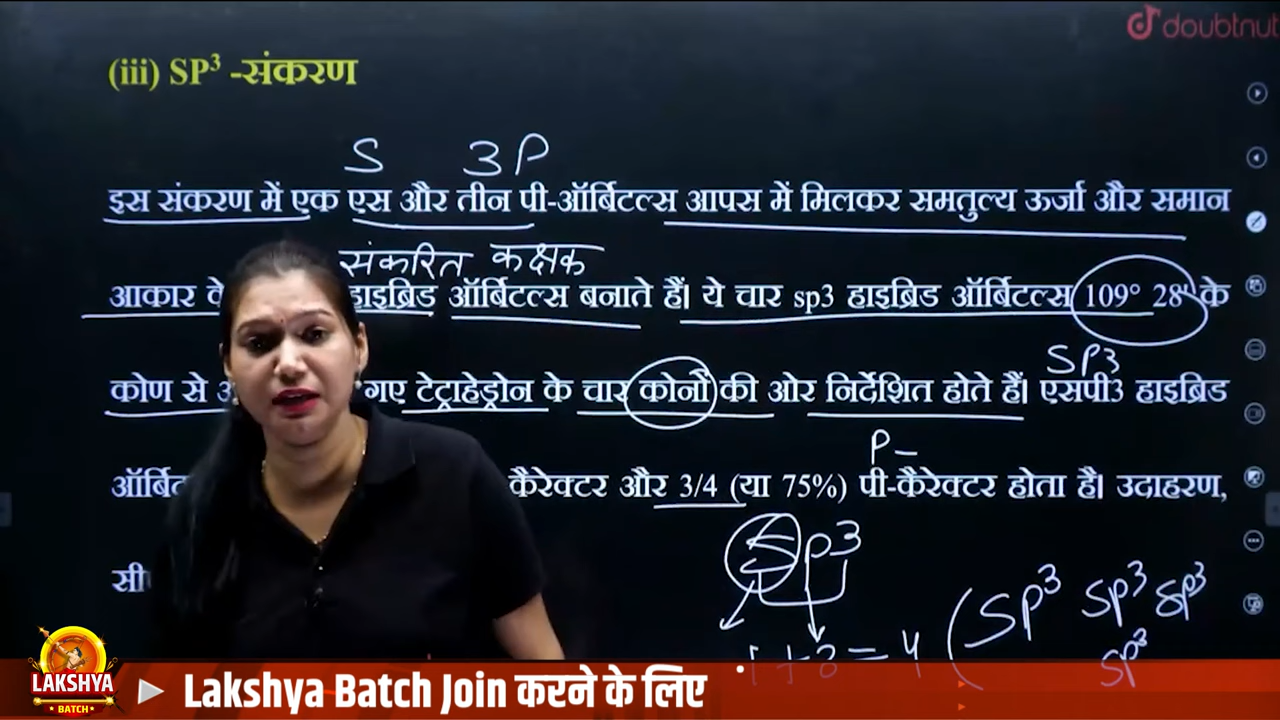 doubtnut
(iii) SP³ -संकरण
S 3P
इस संकरण में एक एस और तीन पी-ऑर्बिटल्स आपस में मिलकर समतुल्य ऊर्जा और समान
संकरित कक्षक
आकार के हाइब्रिड ऑर्बिटल्स बनाते हैं। ये चार sp3 हाइब्रिड ऑर्बिटल्स 109° 28' के
SP3
कोण से गए टेट्राहेड्रोन के चार कोनों की ओर निर्देशित होते हैं। एसपी3 हाइब्रिड
P-
कैरेक्टर और 3/4 (या 75%) पी-कैरेक्टर होता है। उदाहरण,
Sp3
सी
1+3=4 (SP³ SP³ SP³
SP³
LAKSHYA
BATCH
Lakshya Batch Join करने के लिए